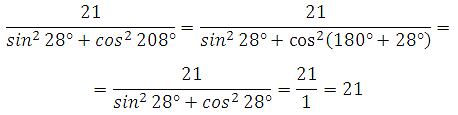 21/(sin² 28° + cos² 208°) = 21/(sin² 28° + cos²(180° + 28°)) =
= 21/(sin² 28° + cos² 28°) = 21/1 = 21